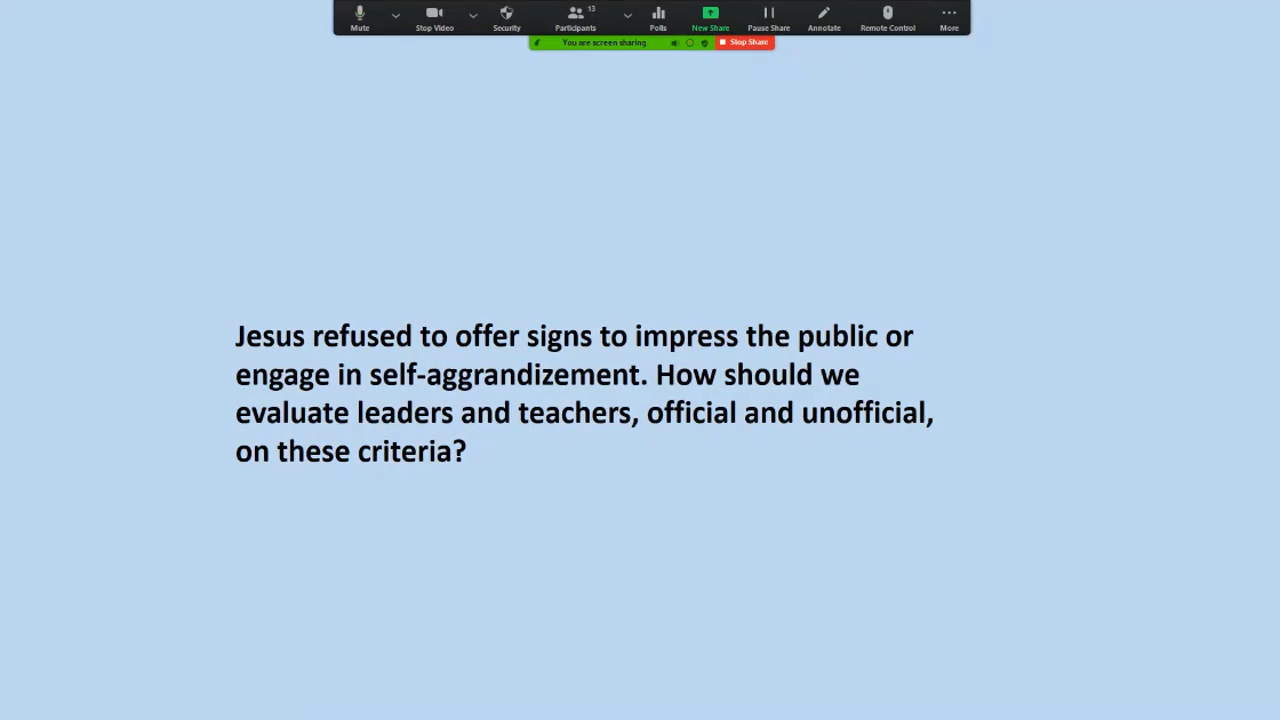 13
Mute
Stop Video
Security
Participants
Polls
New Share
Pause Share
Annotate
Remote Control
More
You are screen sharing
Stop Share
Jesus refused to offer signs to impress the public or
engage in self-aggrandizement. How should we
evaluate leaders and teachers, official and unofficial,
on these criteria?